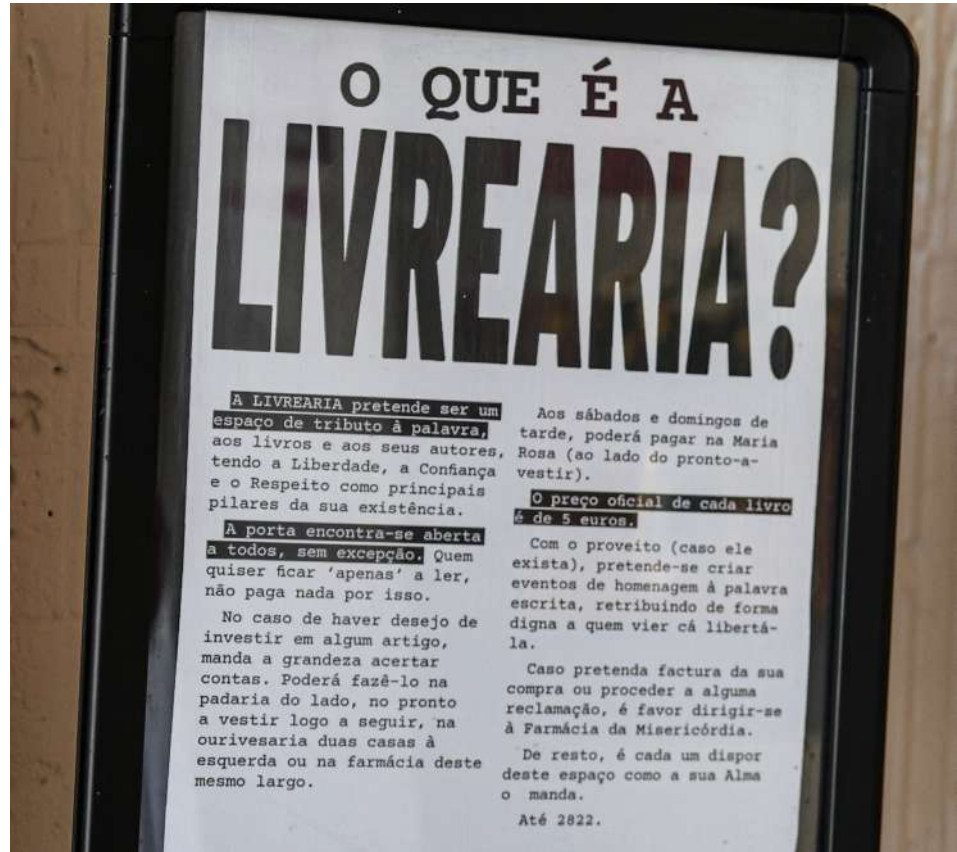 O QUE É A
LIVREARIA?
A LIVREARIA pretende ser um
espaço de tributo à palavra,
aos livros e aos seus autores,
tendo a Liberdade, a Confiança
e o Respeito como principais
pilares da sua existência.
A porta encontra-se aberta
a todos, sem excepção. Quem
quiser ficar 'apenas' a ler,
não paga nada por isso.
No caso de haver desejo de
investir em algum artigo,
manda a grandeza acertar
contas. Poderá fazê-lo na
padaria do lado, no pronto
a vestir logo a seguir, na
ourivesaria duas casas à
esquerda ou na farmácia deste
mesmo largo.
Aos sábados e domingos de
tarde, poderá pagar na Maria
Rosa (ao lado do pronto-a-
vestir).
O preço oficial de cada livro
é de 5 euros.
Com o proveito (caso ele
exista), pretende-se criar
eventos de homenagem à palavra
escrita, retribuindo de forma
digna a quem vier cá libertá-
la.
Caso pretenda factura da sua
compra ou proceder a alguma
reclamação, é favor dirigir-se
à Farmácia da Misericórdia.
De resto, é cada um dispor
deste espaço como a sua Alma
o manda.
Até 2822.